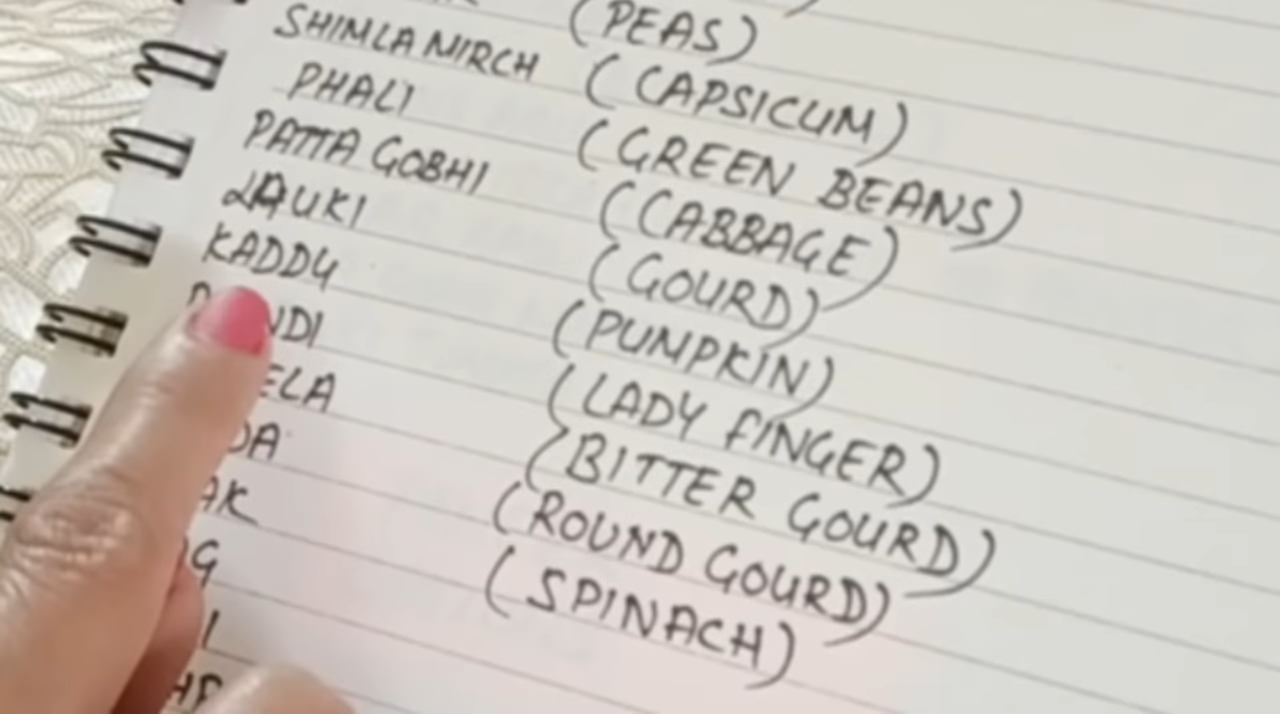 (PEAS)
SHIMLA MIRCH (CAPSICUM)
PHALI (GREEN BEANS)
PATTA GOBHI (CABBAGE)
LAUKI (GOURD)
KADDU (PUMPKIN)
(LADY FINGER)
(BITTER GOURD)
(ROUND GOURD)
(SPINACH)